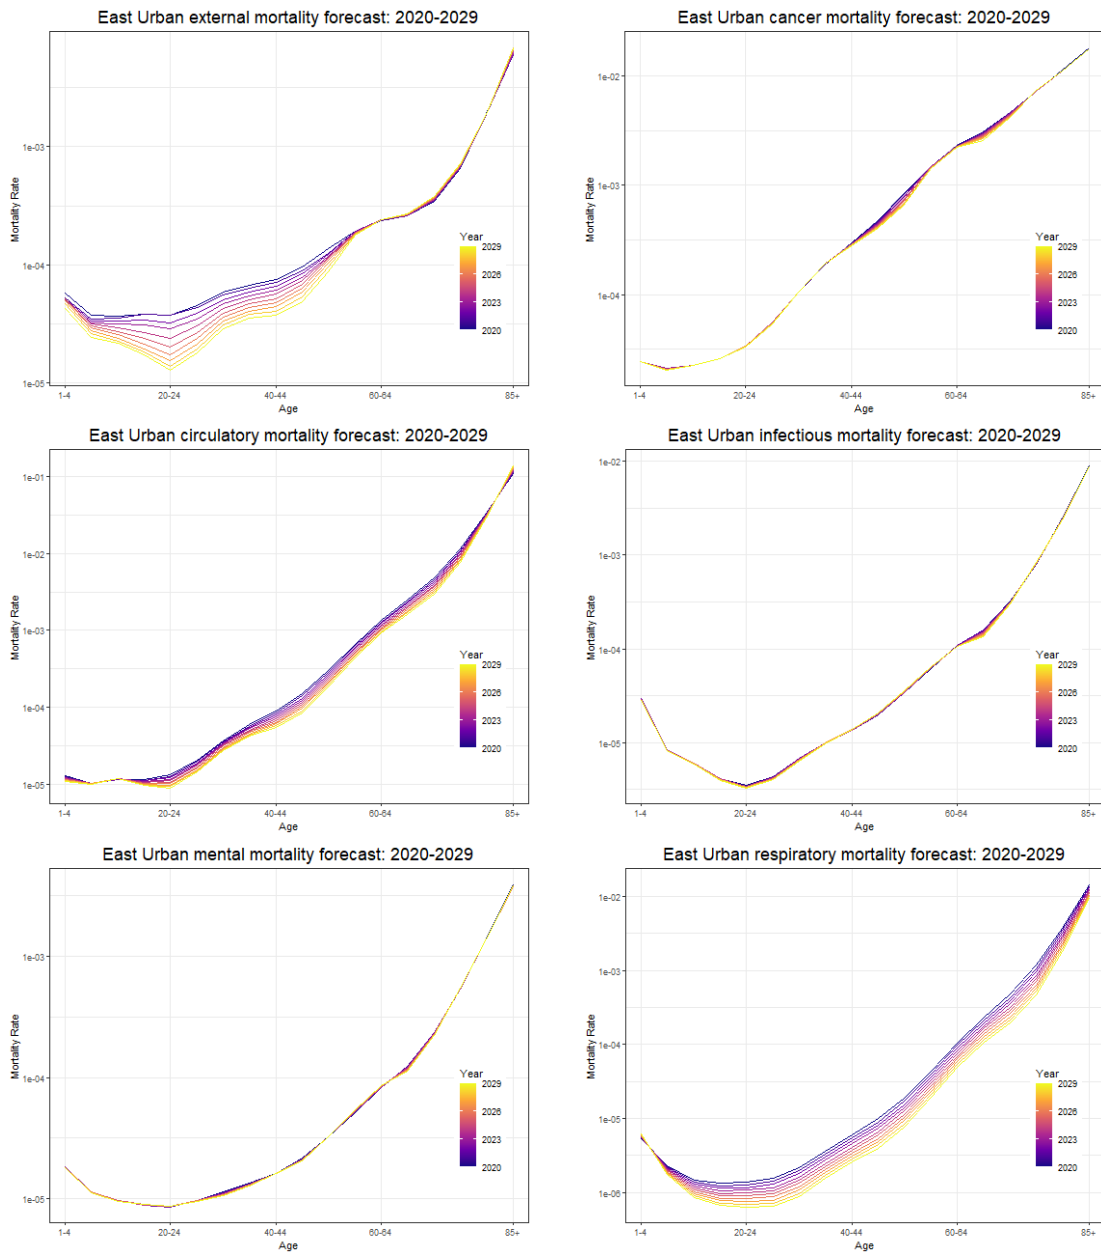 East Urban external mortality forecast: 2020-2029
Mortality Rate
1e-03
1e-04
1e-05
Year
2029
2026
2023
2020
1-4
20-24
40-44
60-64
85+
Age
East Urban cancer mortality forecast: 2020-2029
Mortality Rate
1e-02
1e-03
1e-04
Year
2029
2026
2023
2020
1-4
20-24
40-44
60-64
85+
Age
East Urban circulatory mortality forecast: 2020-2029
Mortality Rate
1e-01
1e-02
1e-03
1e-04
1e-05
Year
2029
2026
2023
2020
1-4
20-24
40-44
60-64
85+
Age
East Urban infectious mortality forecast: 2020-2029
Mortality Rate
1e-02
1e-03
1e-04
1e-05
Year
2029
2026
2023
2020
1-4
20-24
40-44
60-64
85+
Age
East Urban mental mortality forecast: 2020-2029
Mortality Rate
1e-03
1e-04
1e-05
Year
2029
2026
2023
2020
1-4
20-24
40-44
60-64
85+
Age
East Urban respiratory mortality forecast: 2020-2029
Mortality Rate
1e-02
1e-03
1e-04
1e-05
1e-06
Year
2029
2026
2023
2020
1-4
20-24
40-44
60-64
85+
Age